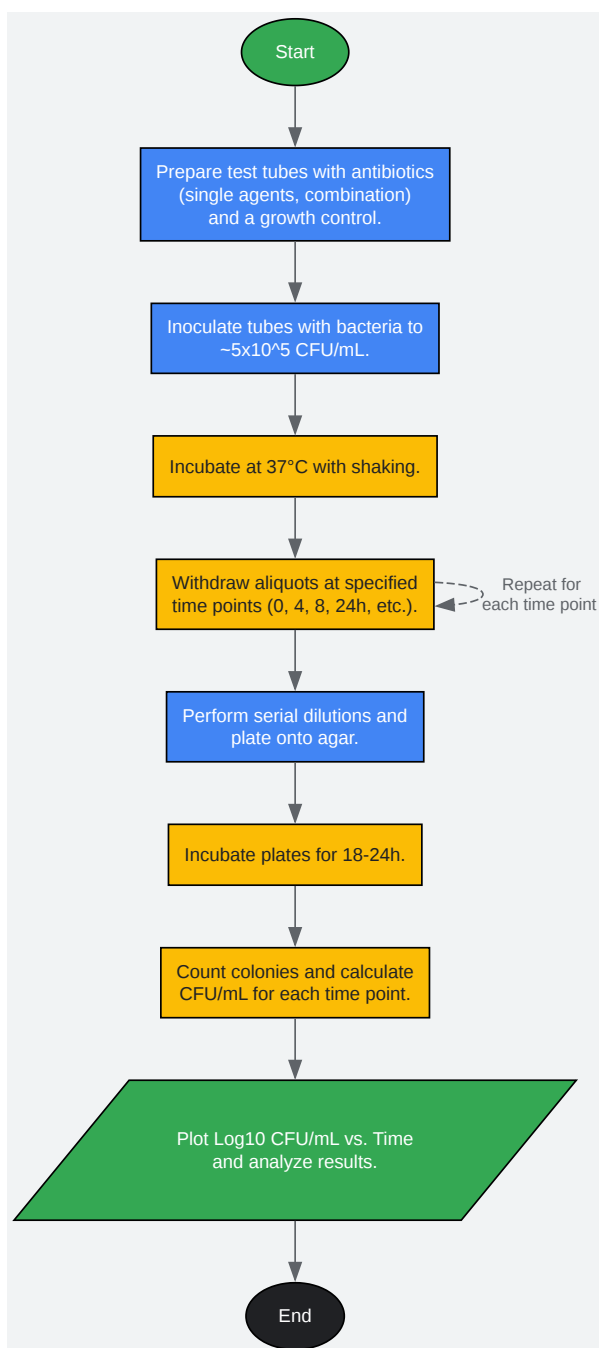 Start
Prepare test tubes with antibiotics
(single agents, combination)
and a growth control.
Inoculate tubes with bacteria to
~5x10^5 CFU/mL.
Incubate at 37°C with shaking.
Withdraw aliquots at specified
time points (0, 4, 8, 24h, etc.).
Repeat for
each time point
Perform serial dilutions and
plate onto agar.
Incubate plates for 18-24h.
Count colonies and calculate
CFU/mL for each time point.
Plot Log10 CFU/mL vs. Time
and analyze results.
End